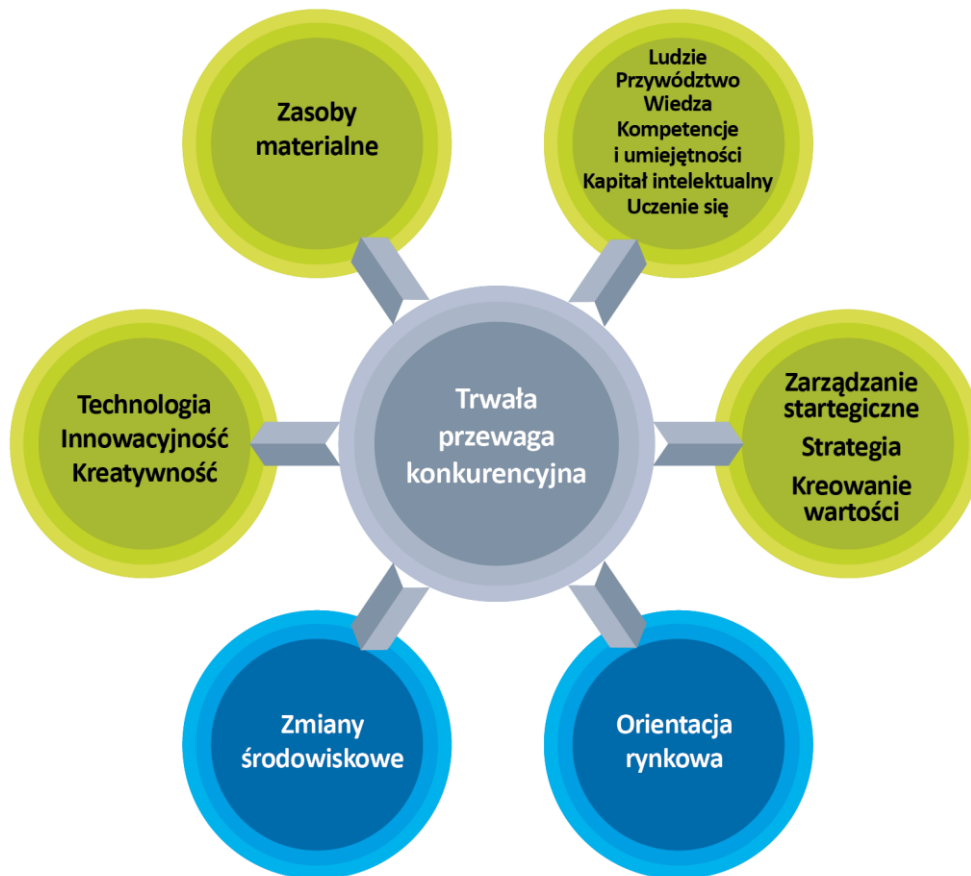 Zasoby
materialne
Ludzie
Przywództwo
Wiedza
Kompetencje
i umiejętności
Kapitał intelektualny
Uczenie się
Technologia
Innowacyjność
Kreatywność
Trwała
przewaga
konkurencyjna
Zarządzanie
startegiczne
Strategia
Kreowanie
wartości
Zmiany
środowiskowe
Orientacja
rynkowa